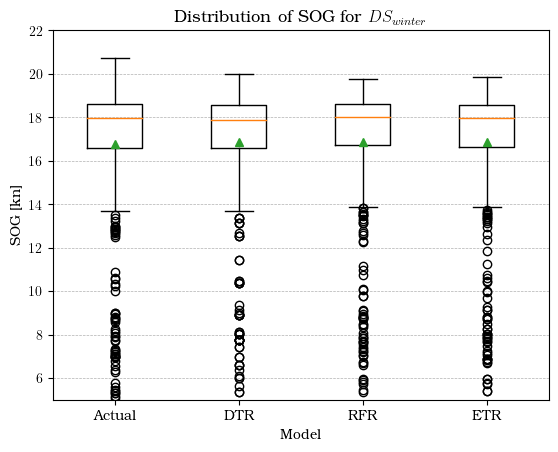 Distribution of SOG for DS_winter
22
20
18
16
14
12
10
8
6
SOG [kn]
Actual DTR RFR ETR
Model